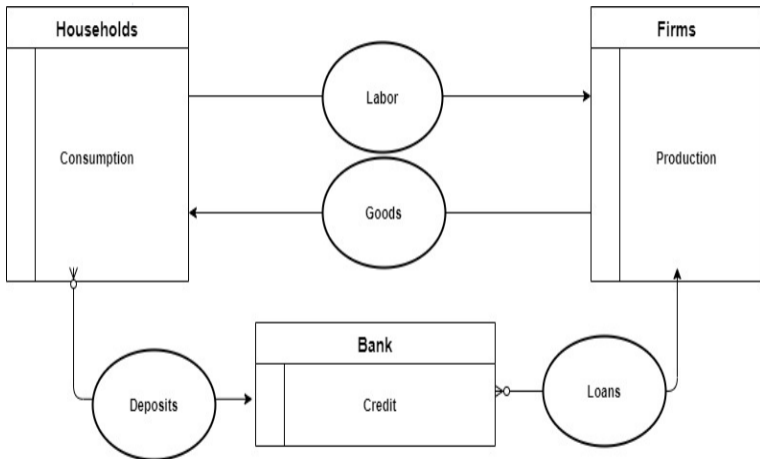 Households
Firms
Labor
Consumption
Production
Goods
Bank
Deposits
Credit
Loans